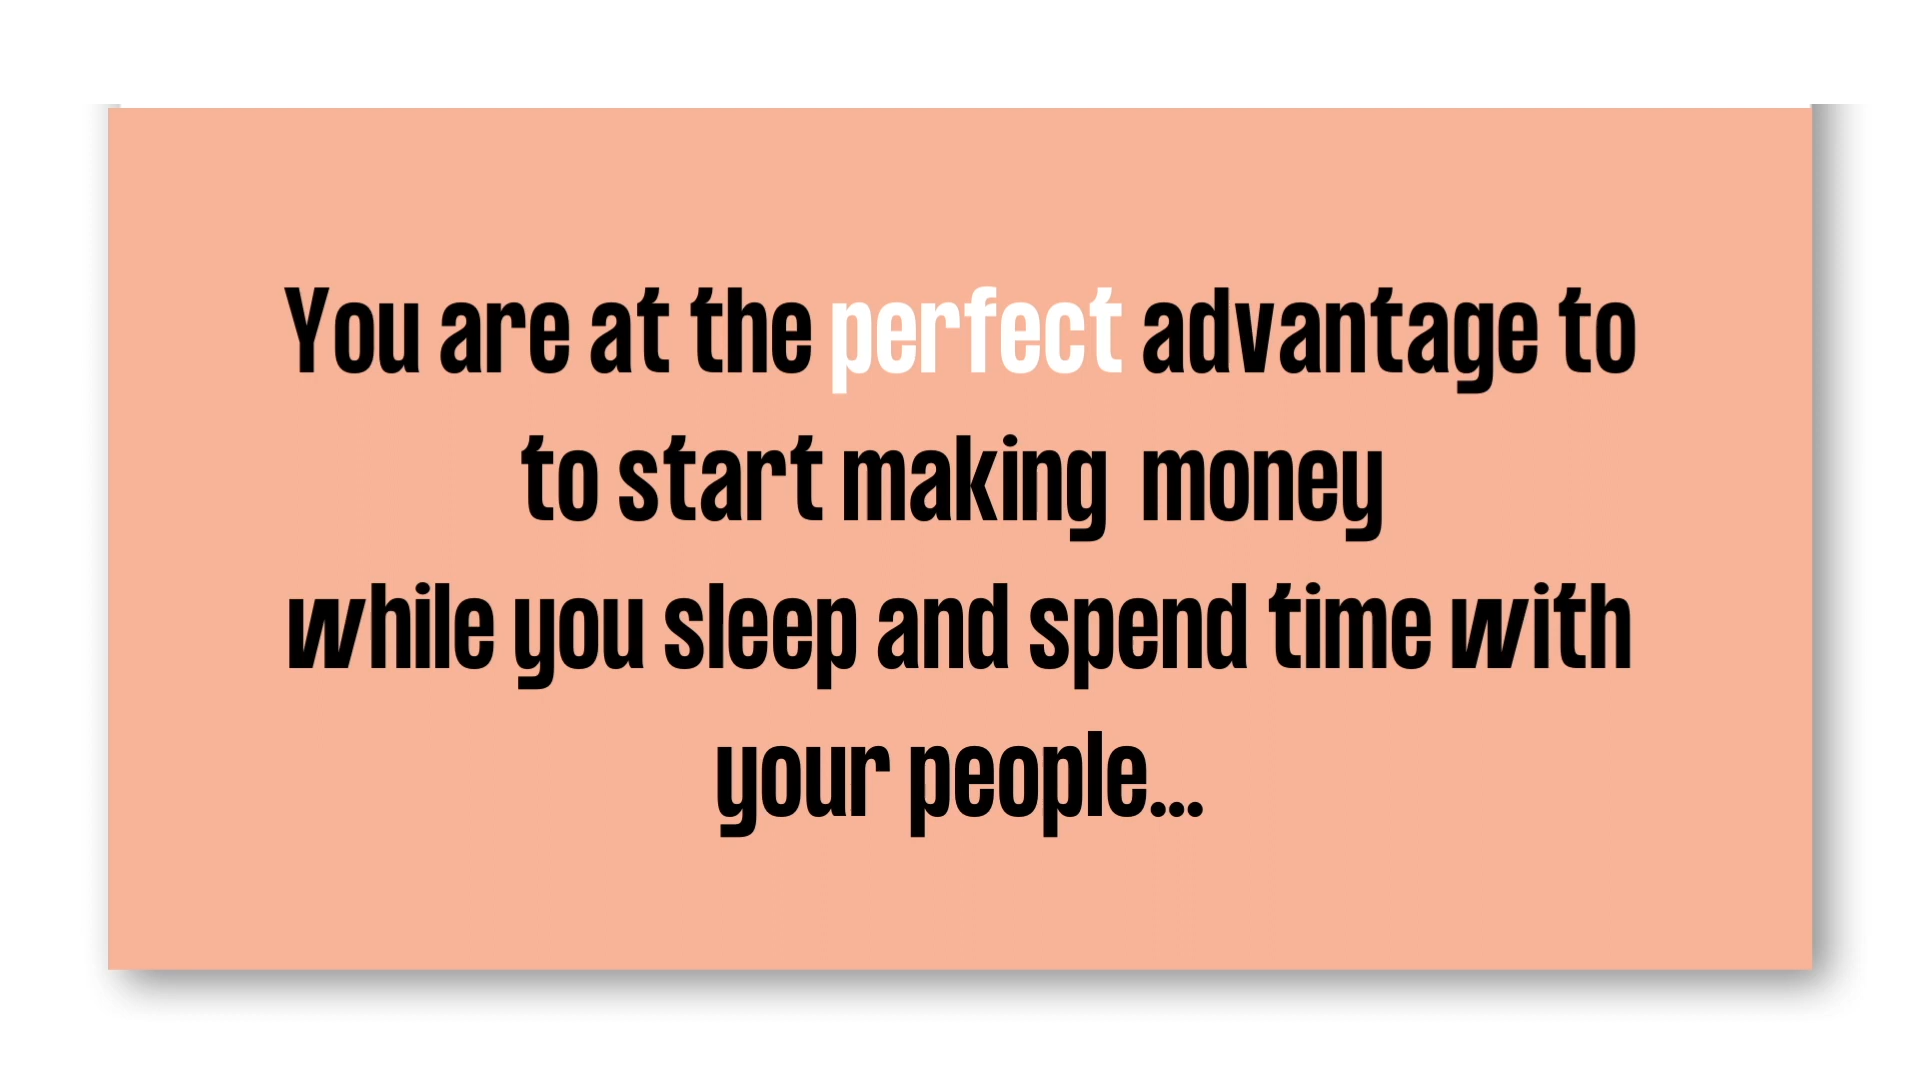 You are at the perfect advantage to
to start making  money
while you sleep and spend time with
your people...